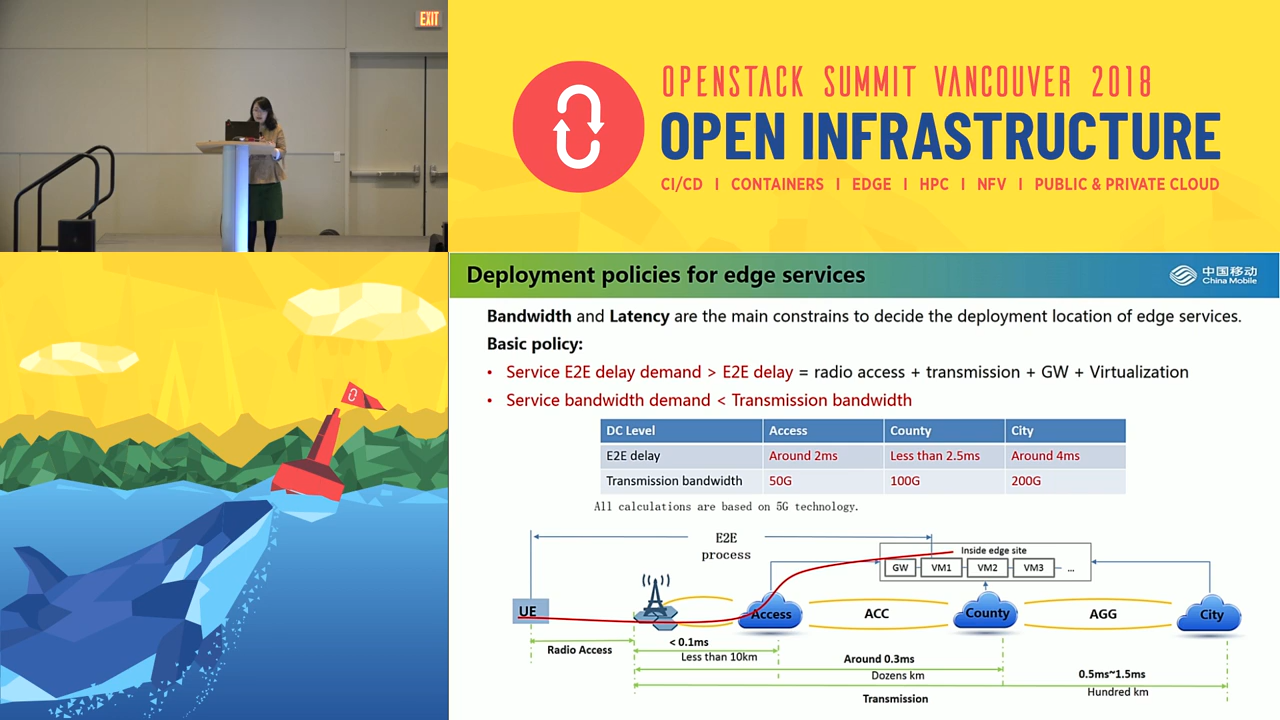 EXIT
OPENSTACK SUMMIT VANCOUVER 2018
OPEN INFRASTRUCTURE
CI/CD | CONTAINERS | EDGE | HPC | NFV | PUBLIC & PRIVATE CLOUD
Deployment policies for edge services
中国移动
China Mobile
Bandwidth and Latency are the main constrains to decide the deployment location of edge services.
Basic policy:
• Service E2E delay demand > E2E delay = radio access + transmission + GW + Virtualization
• Service bandwidth demand < Transmission bandwidth
DC Level Access County City
E2E delay Around 2ms Less than 2.5ms Around 4ms
Transmission bandwidth 50G 100G 200G
All calculations are based on 5G technology.
E2E
process
Inside edge site
GW VM1 VM2 VM3 ...
UE Access ACC County AGG City
Radio Access
< 0.1ms
Less than 10km
Around 0.3ms
Dozens km
0.5ms~1.5ms
Hundred km
Transmission